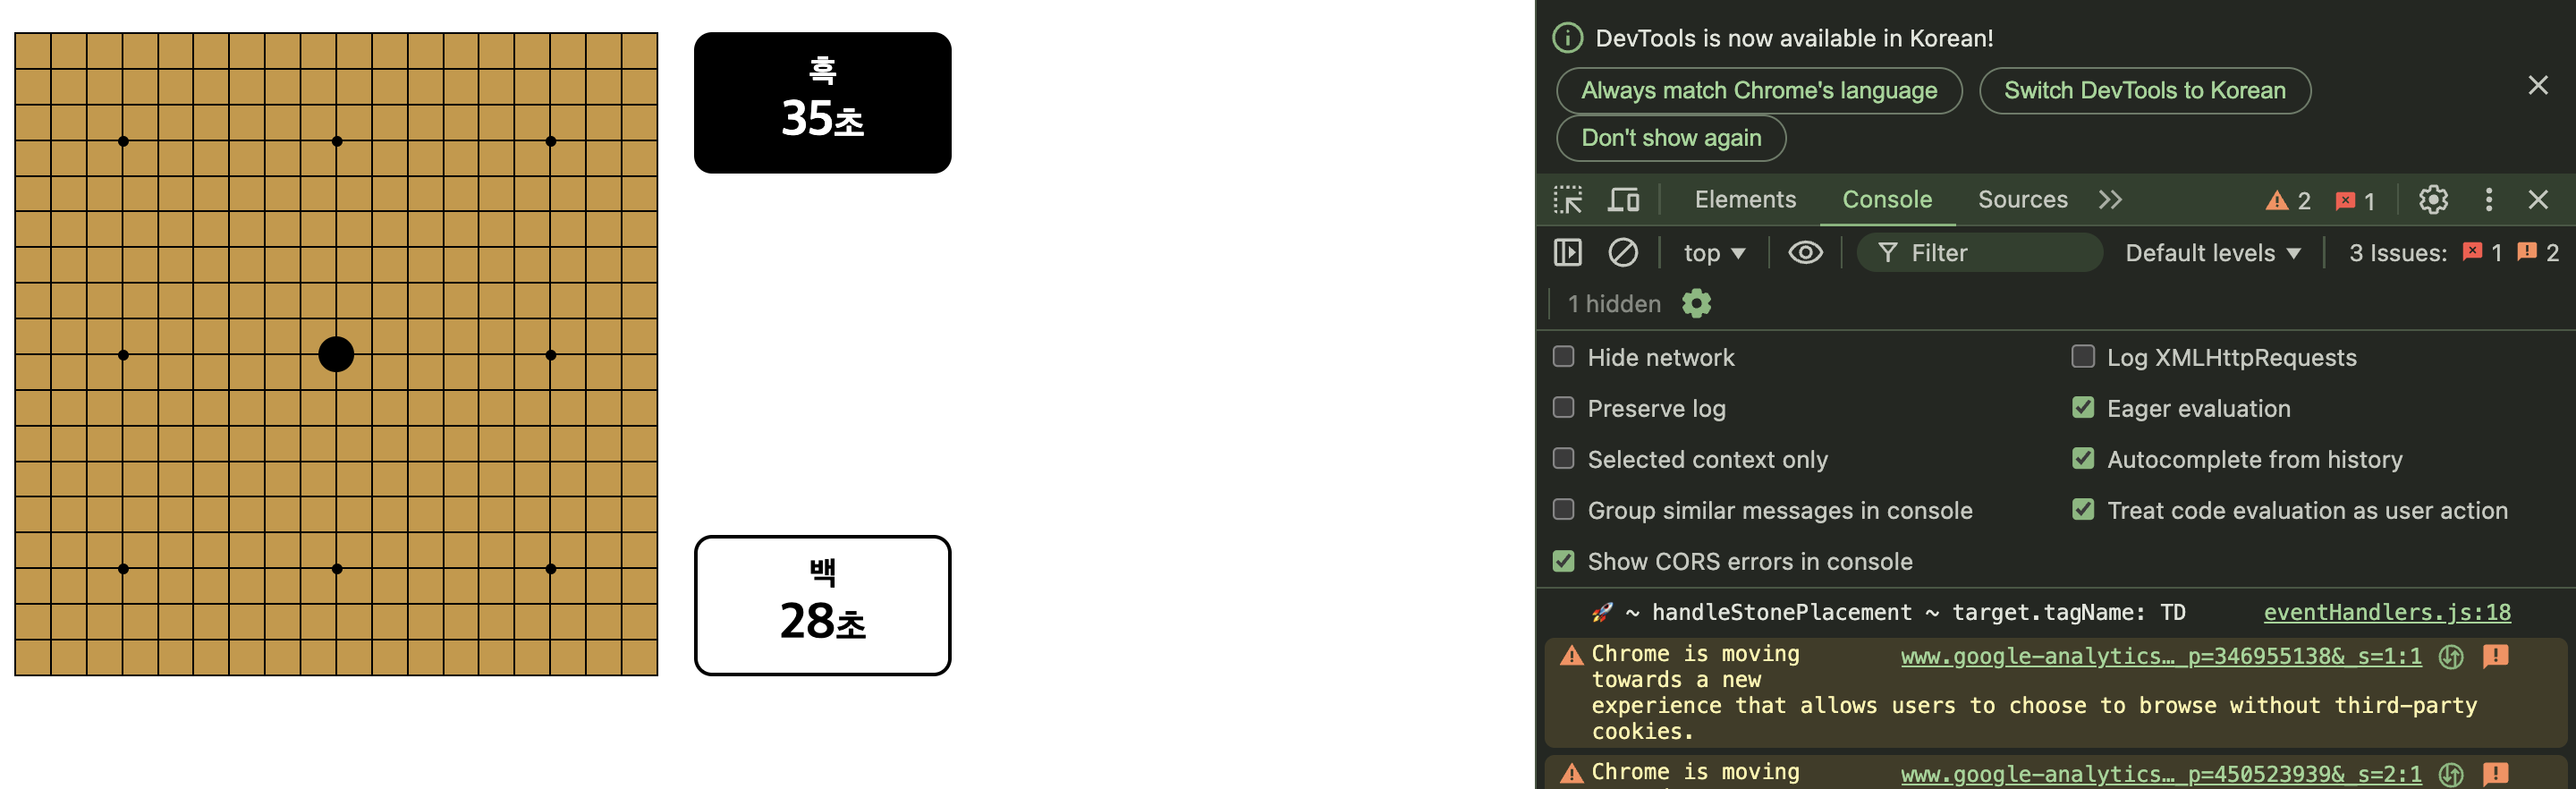 흑
35초
백
28초
DevTools is now available in Korean!
Always match Chrome's language
Switch DevTools to Korean
Don't show again
Elements
Console
Sources
2
1
top
Filter
Default levels
3 Issues:
1
2
1 hidden
Hide network
Log XMLHttpRequests
Preserve log
Eager evaluation
Selected context only
Autocomplete from history
Group similar messages in console
Treat code evaluation as user action
Show CORS errors in console
🚀 ~ handleStonePlacement ~ target.tagName: TD
eventHandlers.js:18
Chrome is moving
www.google-analytics…_p=346955138&_s=1:1
towards a new
experience that allows users to choose to browse without third-party
cookies.
Chrome is moving
www.google-analytics…_p=450523939&_s=2:1